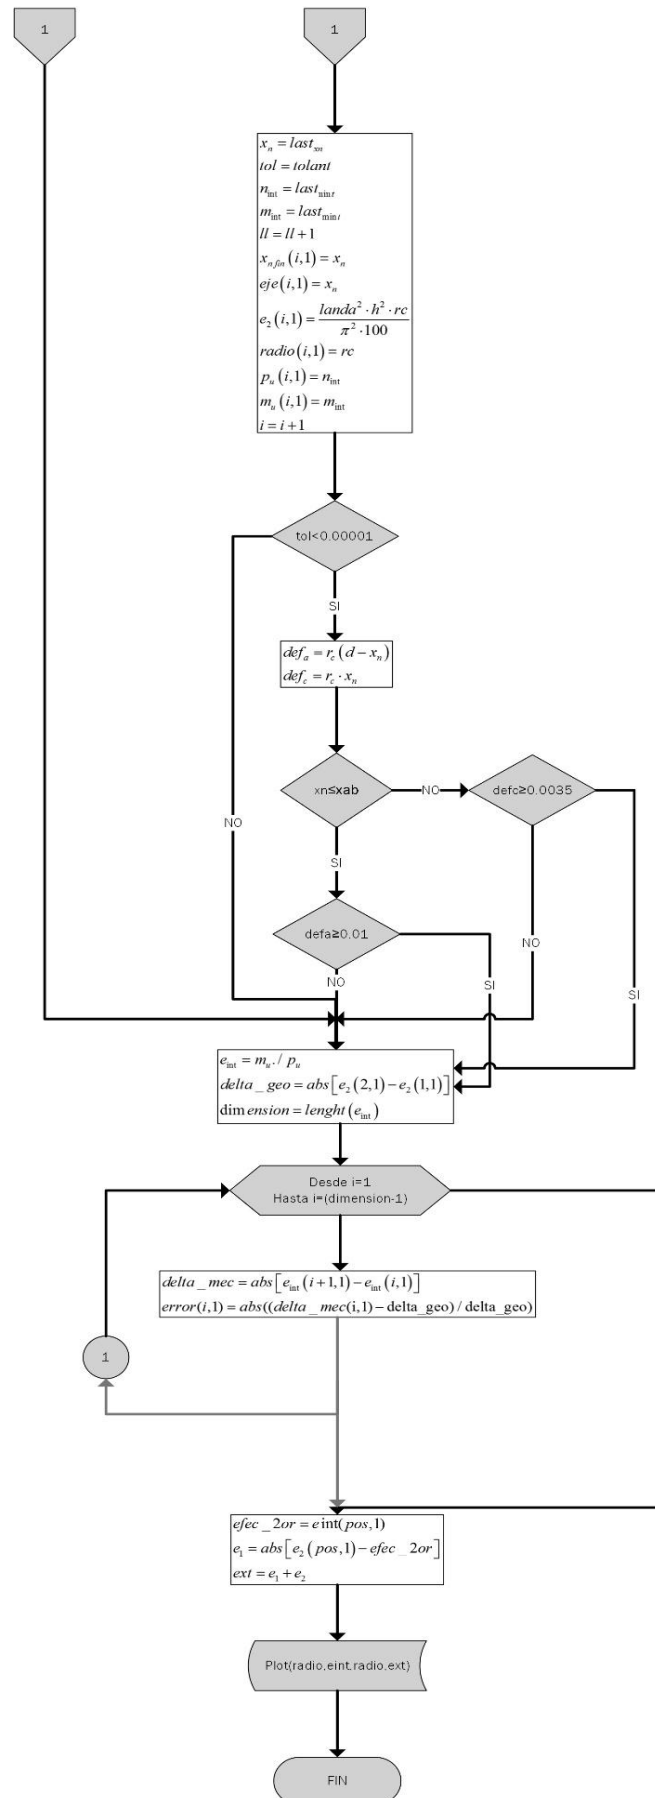 1
1
x_n = last_xn
tol = tolant
n_int = last_nint
m_int = last_mint
ll = ll + 1
x_nfin(i,1) = x_n
eje(i,1) = x_n
e_2(i,1) = landa² · h² · rc / π² · 100
radio(i,1) = rc
p_u(i,1) = n_int
m_u(i,1) = m_int
i = i + 1
tol<0.00001
SI
def_a = r_c(d − x_n)
def_c = r_c · x_n
xn≤xab
NO
defc≥0.0035
NO
SI
defa≥0.01
NO
NO
SI
SI
e_int = m_u./ p_u
delta_geo = abs[e_2(2,1) − e_2(1,1)]
dimension = lenght(e_int)
Desde i=1
Hasta i=(dimension-1)
delta_mec = abs[e_int(i+1,1) − e_int(i,1)]
error(i,1) = abs((delta_mec(i,1) − delta_geo) / delta_geo)
1
efec_2or = eint(pos,1)
e_1 = abs[e_2(pos,1) − efec_2or]
ext = e_1 + e_2
Plot(radio,eint,radio,ext)
FIN